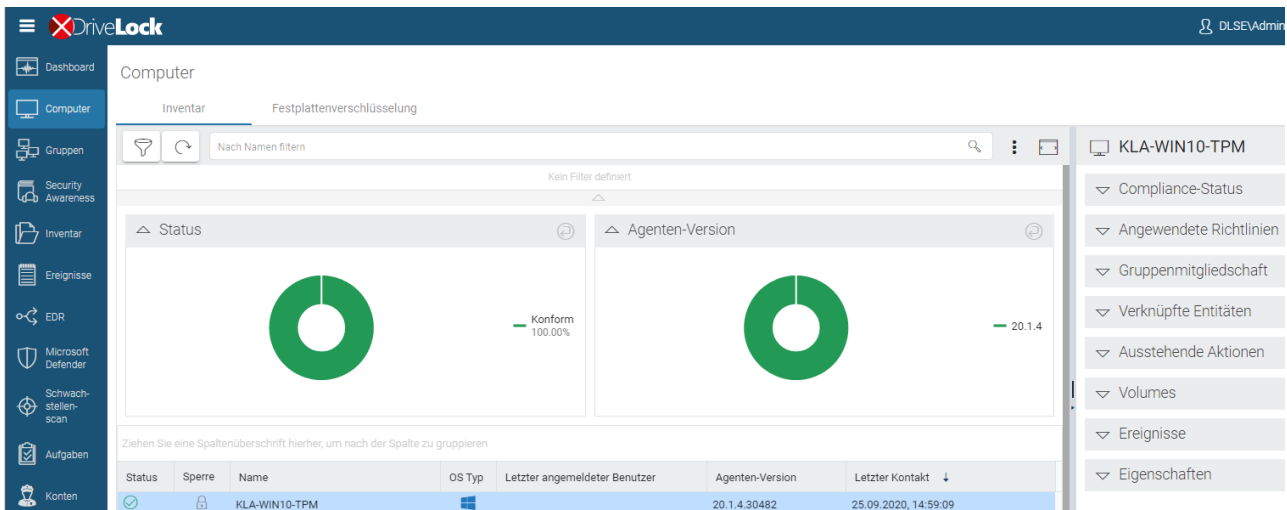 DriveLock
DLSE\Admin
Dashboard
Computer
Gruppen
Security
Awareness
Inventar
Ereignisse
EDR
Microsoft
Defender
Schwach-
stellen-
scan
Aufgaben
Konten
Computer
Inventar Festplattenverschlüsselung
Nach Namen filtern
Kein Filter definiert
Status
Konform
100.00%
Agenten-Version
20.1.4
Ziehen Sie eine Spaltenüberschrift hierher, um nach der Spalte zu gruppieren
Status Sperre Name OS Typ Letzter angemeldeter Benutzer Agenten-Version Letzter Kontakt
KLA-WIN10-TPM 20.1.4.30482 25.09.2020, 14:59:09
KLA-WIN10-TPM
Compliance-Status
Angewendete Richtlinien
Gruppenmitgliedschaft
Verknüpfte Entitäten
Ausstehende Aktionen
Volumes
Ereignisse
Eigenschaften